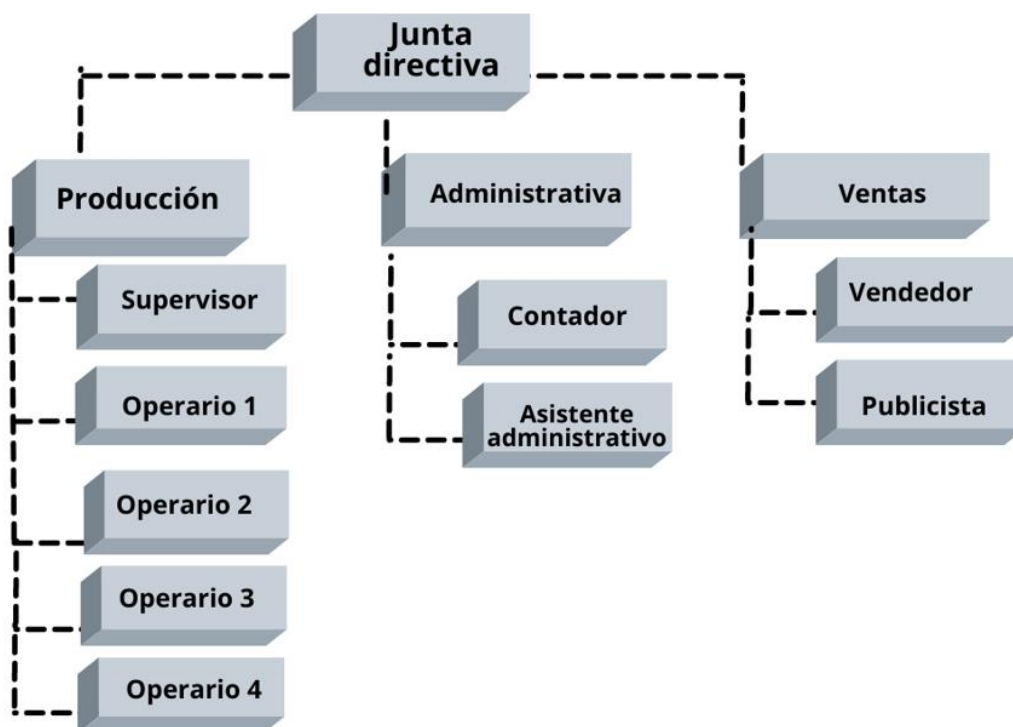 Junta
directiva
Producción
Administrativa
Ventas
Supervisor
Operario 1
Operario 2
Operario 3
Operario 4
Contador
Asistente
administrativo
Vendedor
Publicista